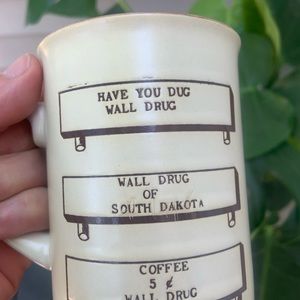 HAVE YOU DUG
WALL DRUG
WALL DRUG
OF
SOUTH DAKOTA
COFFEE
5 ¢
WALL DRUG